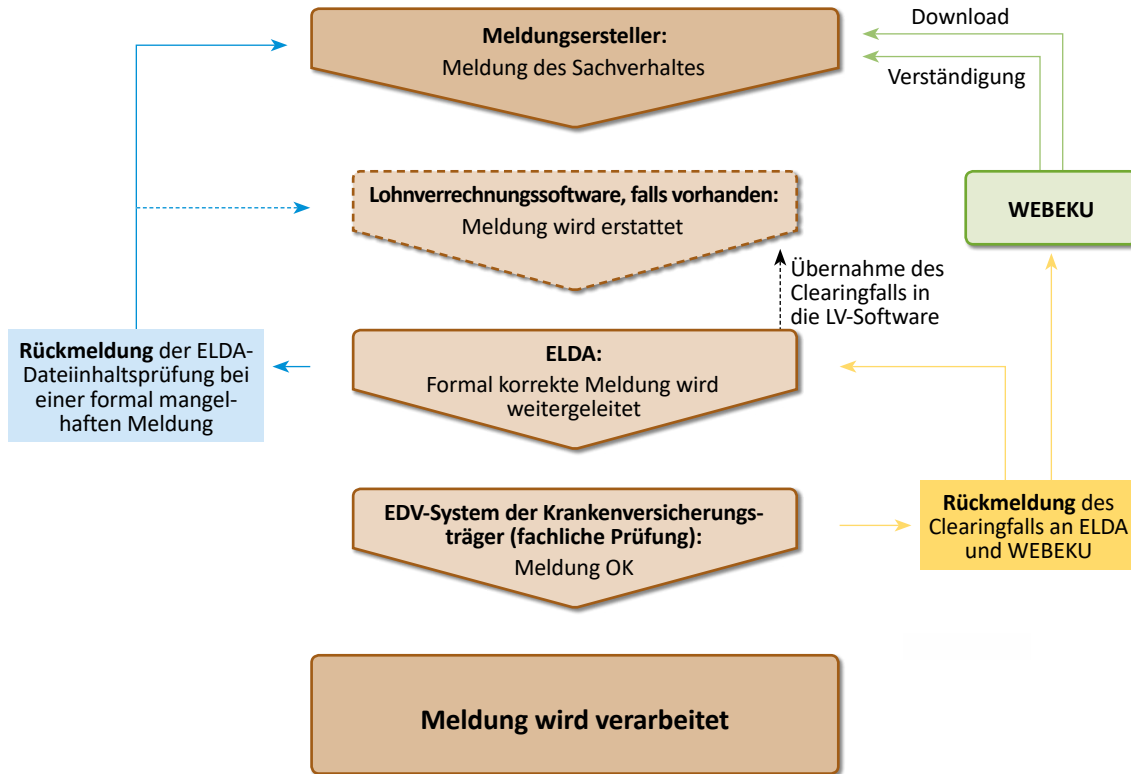 Meldungsersteller:
Meldung des Sachverhaltes
Download
Verständigung
Lohnverrechnungssoftware, falls vorhanden:
Meldung wird erstattet
WEBEKU
Übernahme des
Clearingfalls in
die LV-Software
Rückmeldung der ELDA-
Dateiinhaltsprüfung bei
einer formal mangel-
haften Meldung
ELDA:
Formal korrekte Meldung wird
weitergeleitet
EDV-System der Krankenversicherungs-
träger (fachliche Prüfung):
Meldung OK
Rückmeldung des
Clearingfalls an ELDA
und WEBEKU
Meldung wird verarbeitet